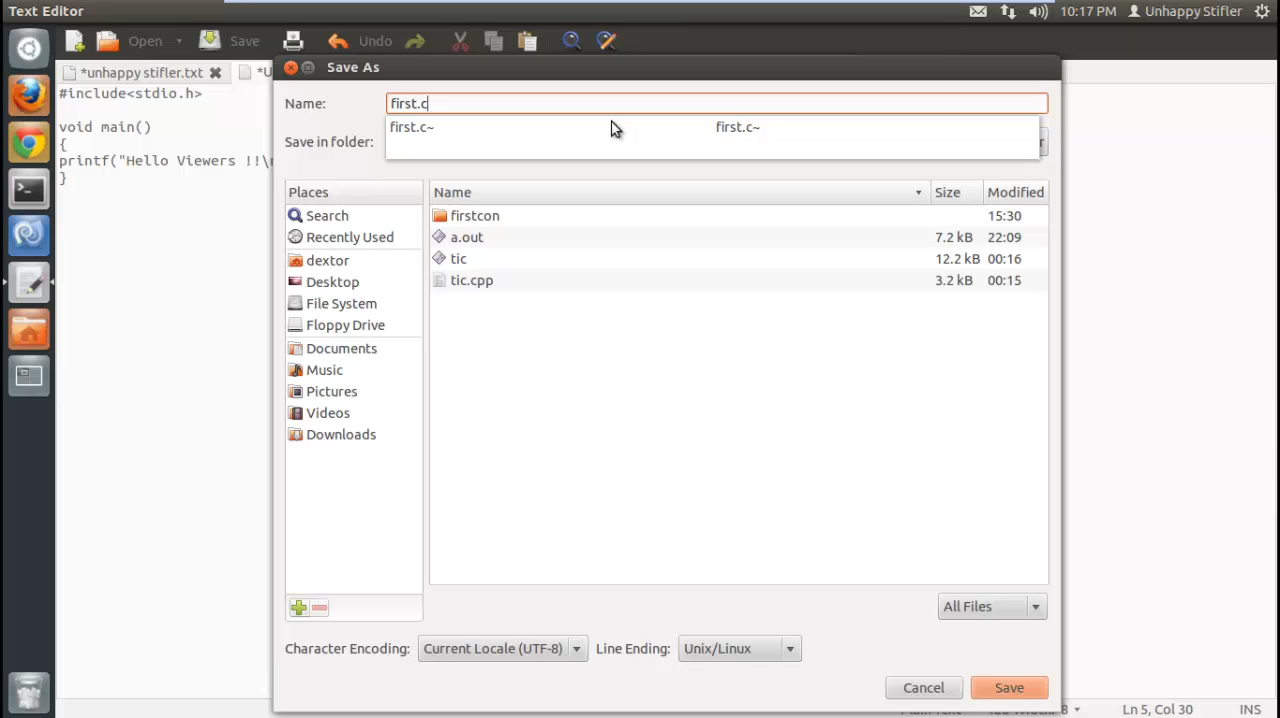 Text Editor
10:17 PM Unhappy Stifler
Open Save Undo
*unhappy stifler.txt *U
#include<stdio.h>
void main()
{
printf("Hello Viewers !!\n
}
Save As
Name: first.c
first.c~ first.c~
Save in folder:
Places
Search
Recently Used
dextor
Desktop
File System
Floppy Drive
Documents
Music
Pictures
Videos
Downloads
Name Size Modified
firstcon 15:30
a.out 7.2 kB 22:09
tic 12.2 kB 00:16
tic.cpp 3.2 kB 00:15
All Files
Character Encoding: Current Locale (UTF-8) Line Ending: Unix/Linux
Cancel Save
Ln 5, Col 30 INS